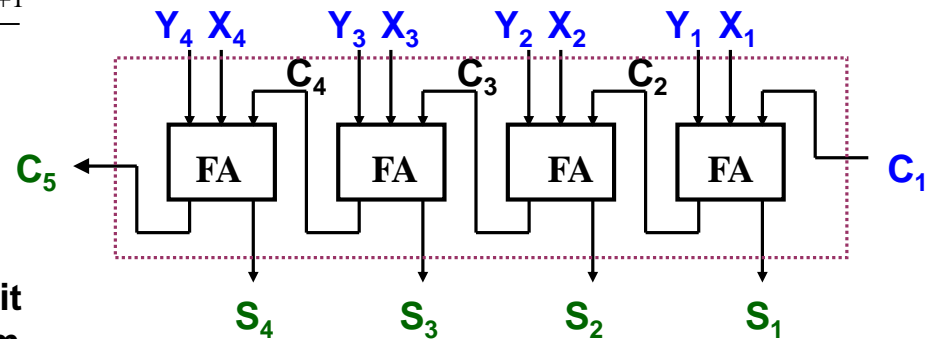 +1
Y₄ X₄ Y₃ X₃ Y₂ X₂ Y₁ X₁
C₄ C₃ C₂
C₅ FA FA FA FA C₁
it
S₄ S₃ S₂ S₁